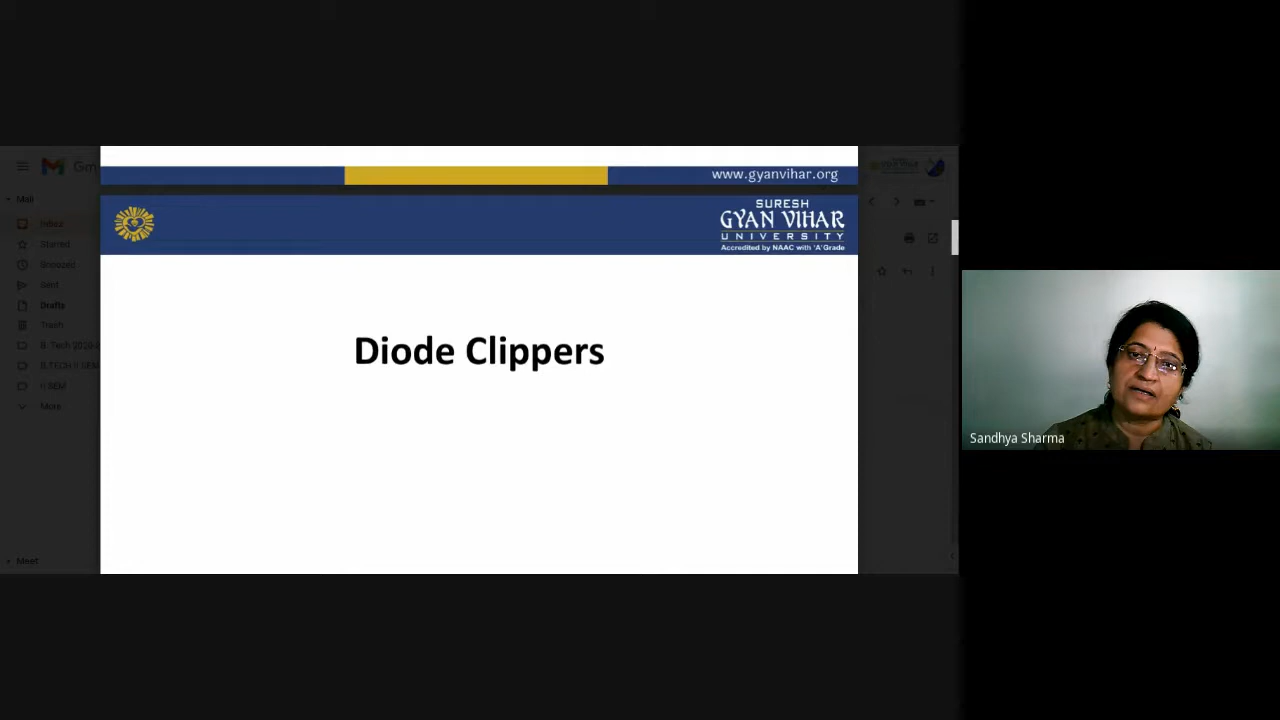 www.gyanvihar.org
SURESH
GYAN VIHAR
UNIVERSITY
Accredited by NAAC with 'A' Grade
Diode Clippers
Gm
Mail
Inbox
Starred
Snoozed
Sent
Drafts
Trash
B. Tech 2019-
B.TECH II SEM
II SEM
More
Meet
Sandhya Sharma